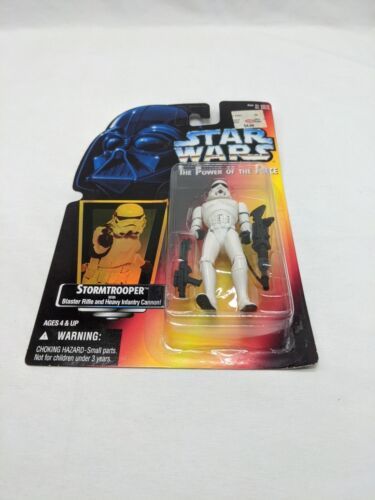 STAR
WARS
THE POWER OF THE FORCE
STORMTROOPER™
WITH
Blaster Rifle and Heavy Infantry Cannon!
AGES 4 & UP
⚠ WARNING:
CHOKING HAZARD-Small parts.
Not for children under 3 years.